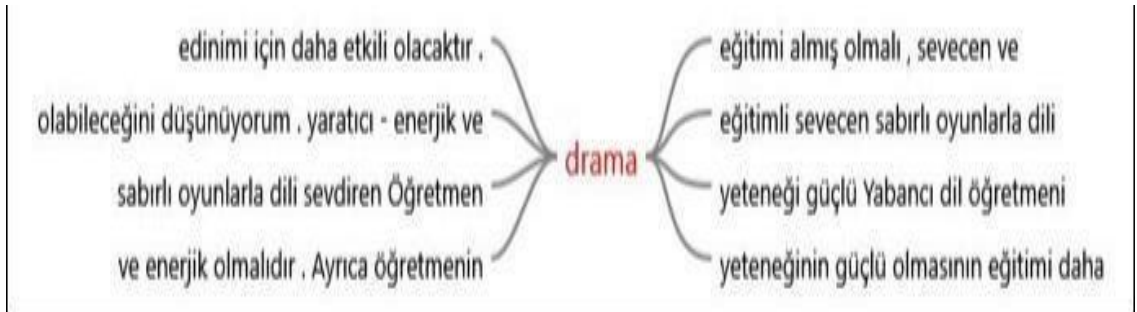 edinimi için daha etkili olacaktır .
olabileceğini düşünüyorum . yaratıcı - enerjik ve
sabırlı oyunlarla dili sevdiren Öğretmen
ve enerjik olmalıdır . Ayrıca öğretmenin
drama
eğitimi almış olmalı , sevecen ve
eğitimli sevecen sabırlı oyunlarla dili
yeteneği güçlü Yabancı dil öğretmeni
yeteneğinin güçlü olmasının eğitimi daha